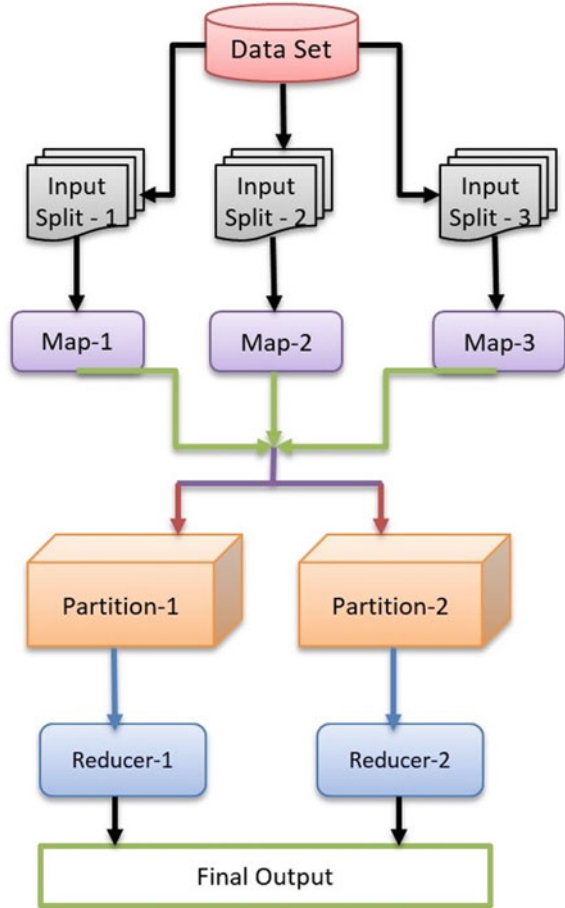 Data Set
Input
Split - 1
Input
Split - 2
Input
Split - 3
Map-1
Map-2
Map-3
Partition-1
Partition-2
Reducer-1
Reducer-2
Final Output